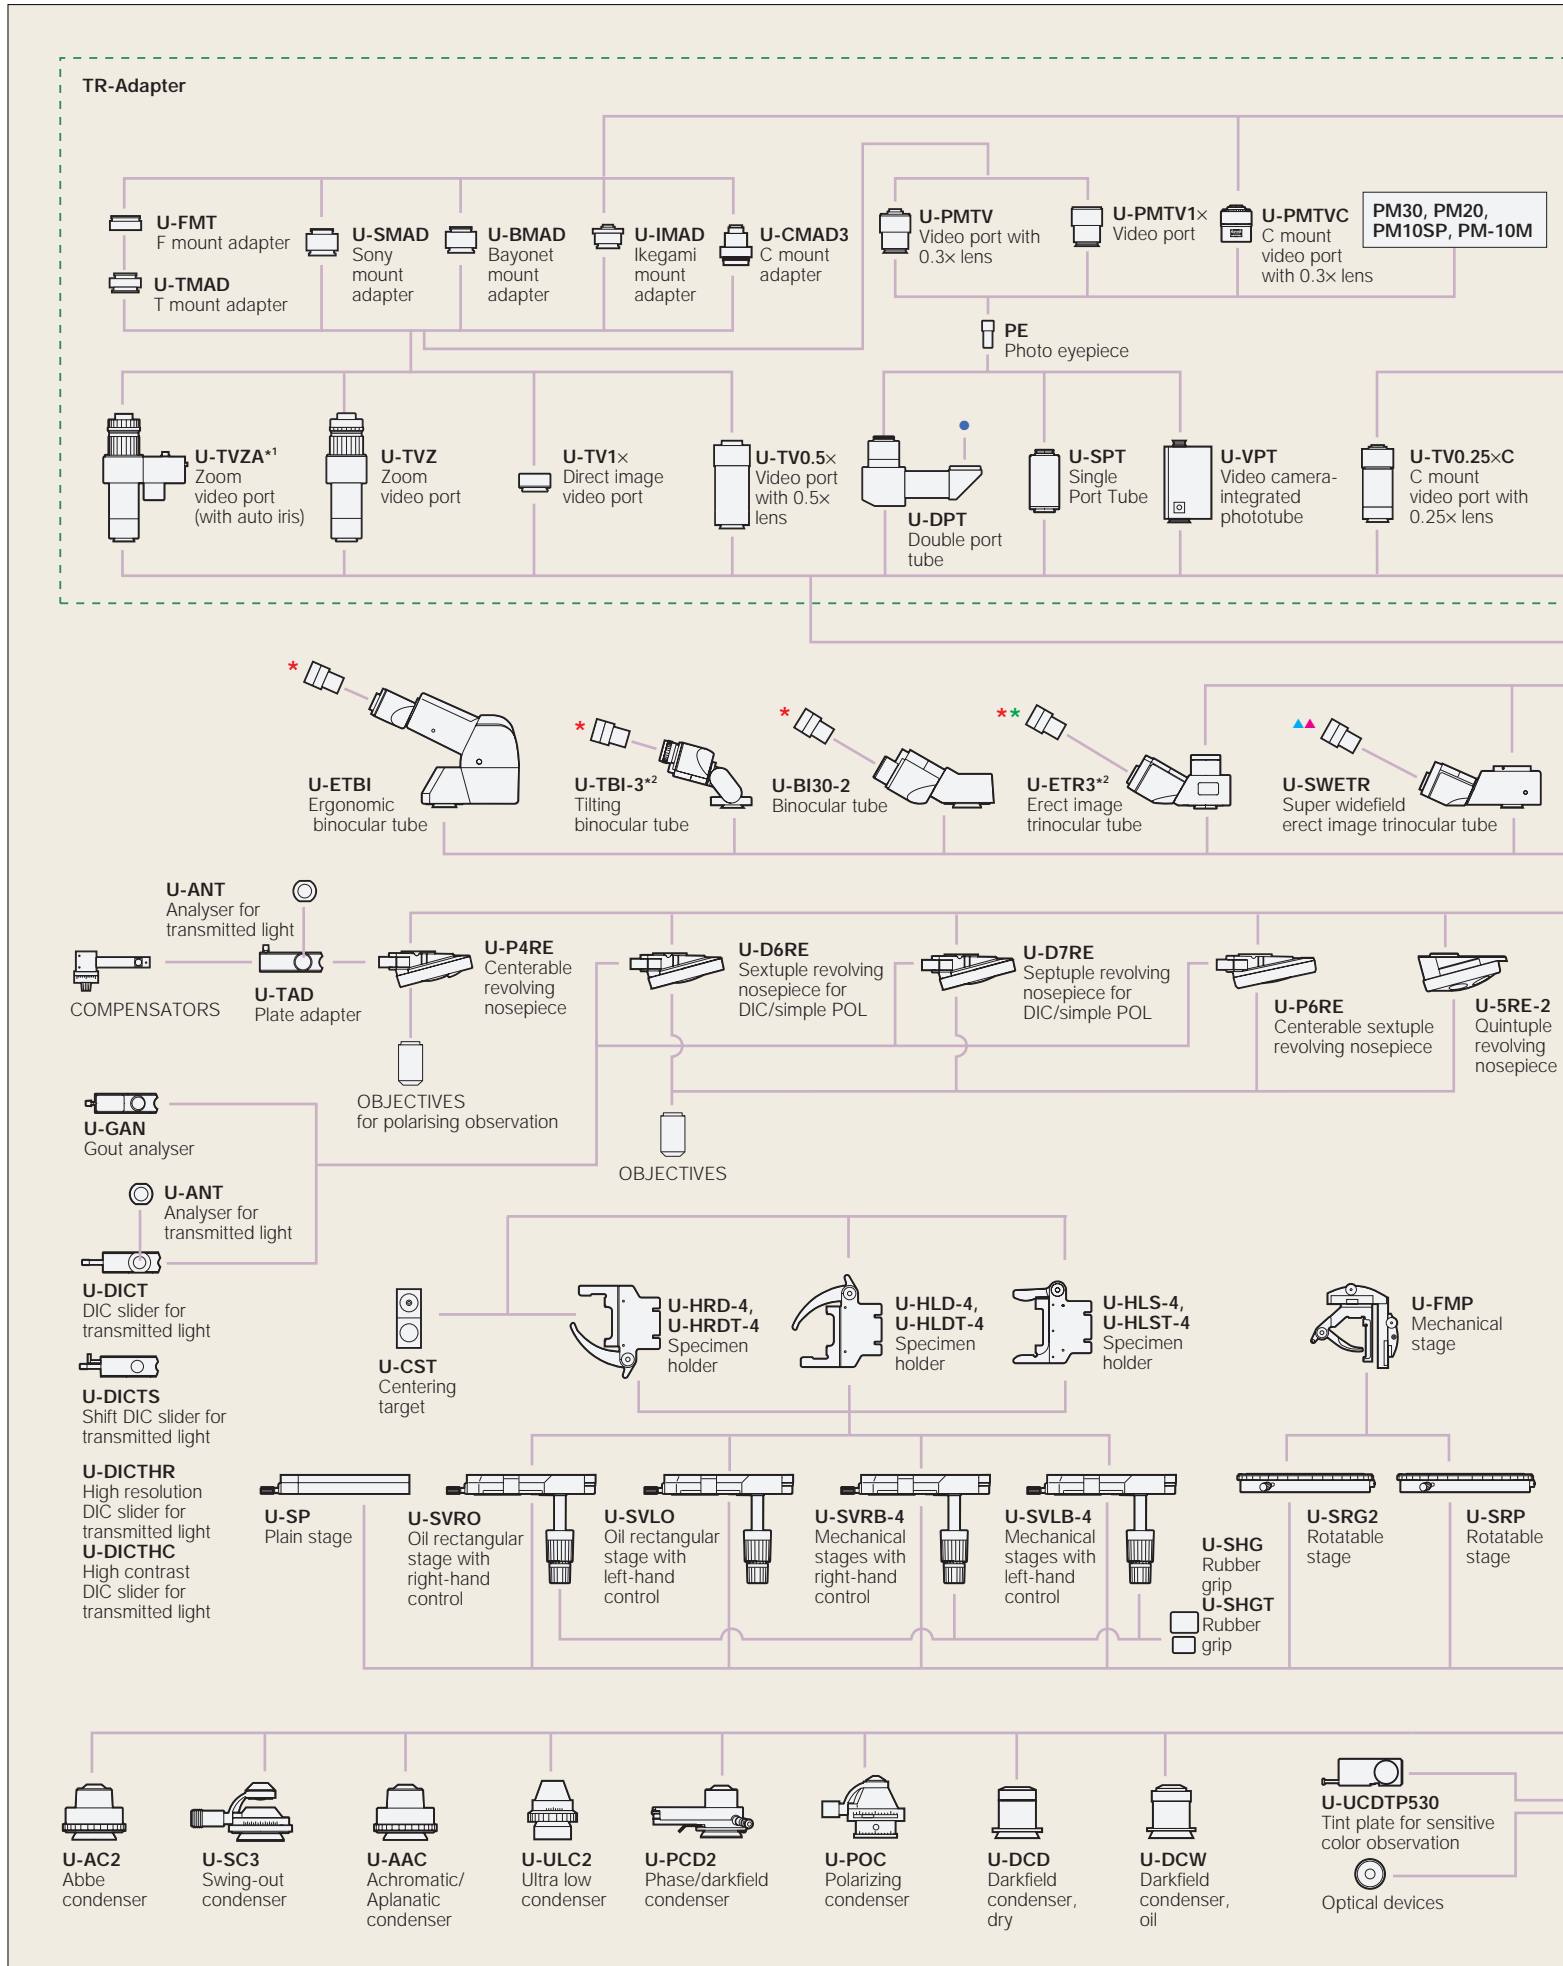 TR-Adapter
U-FMT
F mount adapter
U-TMAD
T mount adapter
U-SMAD
Sony
mount
adapter
U-BMAD
Bayonet
mount
adapter
U-IMAD
Ikegami
mount
adapter
U-CMAD3
C mount
adapter
U-PMTV
Video port with
0.3× lens
U-PMTV1×
Video port
U-PMTVC
C mount
video port
with 0.3× lens
PM30, PM20,
PM10SP, PM-10M
PE
Photo eyepiece
U-TVZA*1
Zoom
video port
(with auto iris)
U-TVZ
Zoom
video port
U-TV1×
Direct image
video port
U-TV0.5×
Video port
with 0.5×
lens
U-DPT
Double port
tube
U-SPT
Single
Port Tube
U-VPT
Video camera-
integrated
phototube
U-TV0.25×C
C mount
video port with
0.25× lens
*
U-ETBI
Ergonomic
binocular tube
*
U-TBI-3*2
Tilting
binocular tube
*
U-BI30-2
Binocular tube
**
U-ETR3*2
Erect image
trinocular tube
U-SWETR
Super widefield
erect image trinocular tube
U-ANT
Analyser for
transmitted light
COMPENSATORS
U-TAD
Plate adapter
U-P4RE
Centerable
revolving
nosepiece
U-D6RE
Sextuple revolving
nosepiece for
DIC/simple POL
U-D7RE
Septuple revolving
nosepiece for
DIC/simple POL
U-P6RE
Centerable sextuple
revolving nosepiece
U-5RE-2
Quintuple
revolving
nosepiece
OBJECTIVES
for polarising observation
OBJECTIVES
U-GAN
Gout analyser
U-ANT
Analyser for
transmitted light
U-DICT
DIC slider for
transmitted light
U-DICTS
Shift DIC slider for
transmitted light
U-DICTHR
High resolution
DIC slider for
transmitted light
U-DICTHC
High contrast
DIC slider for
transmitted light
U-CST
Centering
target
U-HRD-4,
U-HRDT-4
Specimen
holder
U-HLD-4,
U-HLDT-4
Specimen
holder
U-HLS-4,
U-HLST-4
Specimen
holder
U-FMP
Mechanical
stage
U-SP
Plain stage
U-SVRO
Oil rectangular
stage with
right-hand
control
U-SVLO
Oil rectangular
stage with
left-hand
control
U-SVRB-4
Mechanical
stages with
right-hand
control
U-SVLB-4
Mechanical
stages with
left-hand
control
U-SHG
Rubber
grip
U-SHGT
Rubber
grip
U-SRG2
Rotatable
stage
U-SRP
Rotatable
stage
U-AC2
Abbe
condenser
U-SC3
Swing-out
condenser
U-AAC
Achromatic/
Aplanatic
condenser
U-ULC2
Ultra low
condenser
U-PCD2
Phase/darkfield
condenser
U-POC
Polarizing
condenser
U-DCD
Darkfield
condenser,
dry
U-DCW
Darkfield
condenser,
oil
U-UCDTP530
Tint plate for sensitive
color observation
Optical devices